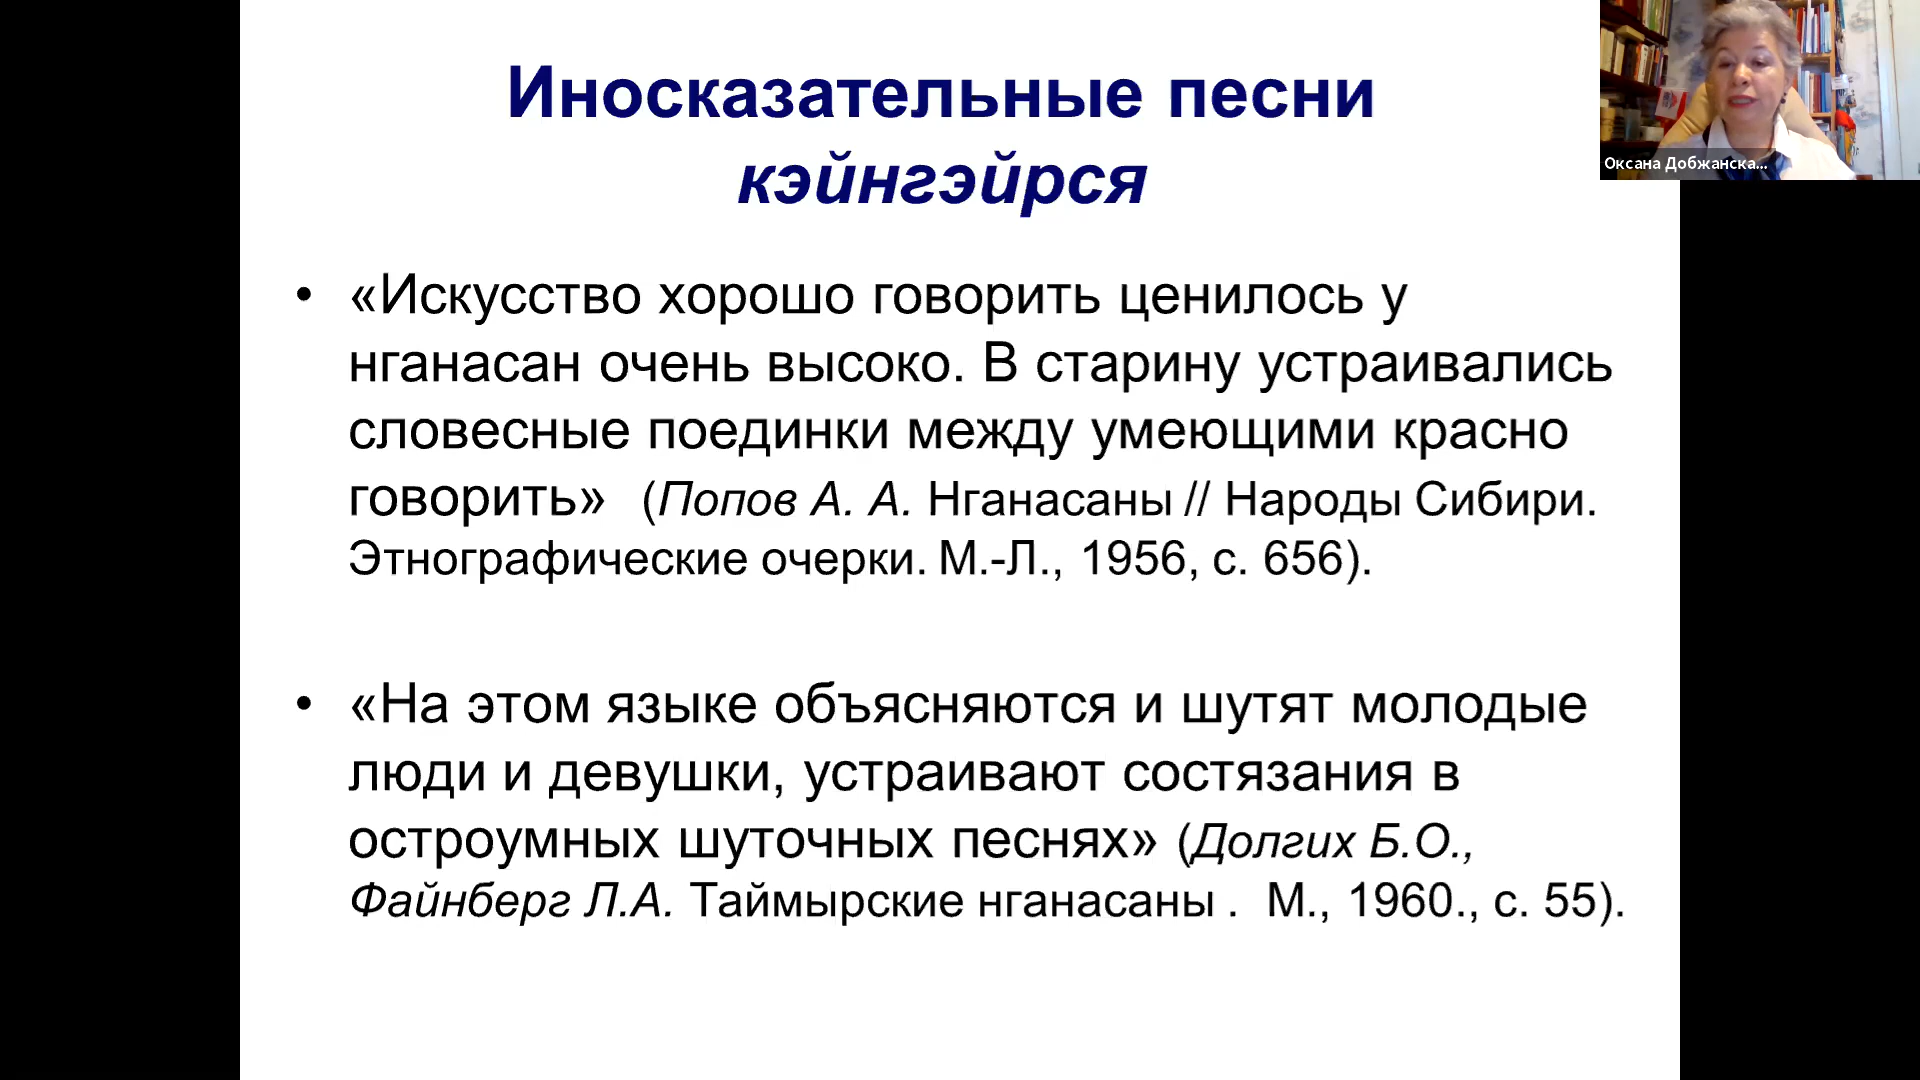 Иносказательные песни
кэйнгэйрся
Оксана Добжанска...
• «Искусство хорошо говорить ценилось у
нганасан очень высоко. В старину устраивались
словесные поединки между умеющими красно
говорить» (Попов А. А. Нганасаны // Народы Сибири.
Этнографические очерки. М.-Л., 1956, с. 656).
• «На этом языке объясняются и шутят молодые
люди и девушки, устраивают состязания в
остроумных шуточных песнях» (Долгих Б.О.,
Файнберг Л.А. Таймырские нганасаны . М., 1960., с. 55).